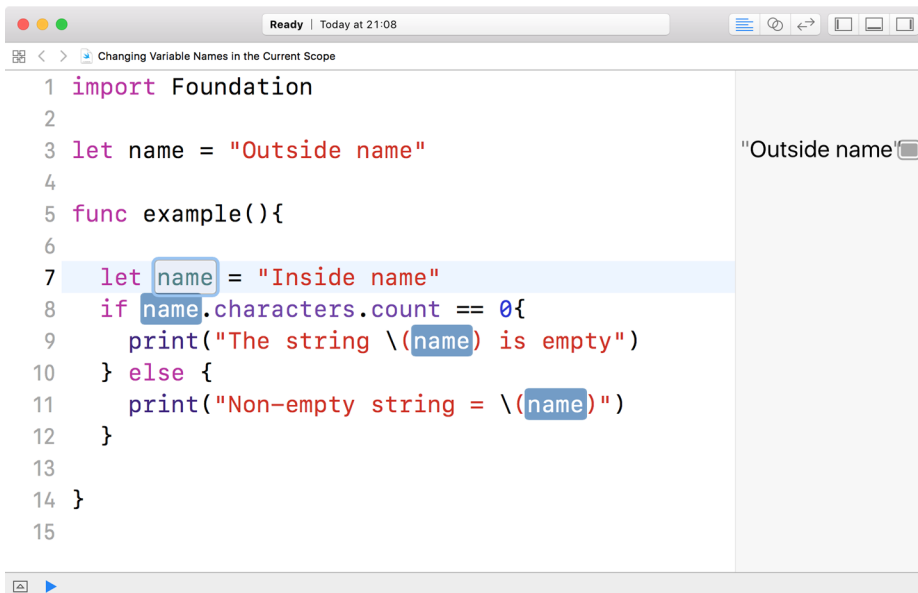 Ready | Today at 21:08
Changing Variable Names in the Current Scope
1 import Foundation
2
3 let name = "Outside name"
"Outside name"
4
5 func example(){
6
7 let name = "Inside name"
8 if name.characters.count == 0{
9 print("The string \(name) is empty")
10 } else {
11 print("Non-empty string = \(name)")
12 }
13
14 }
15